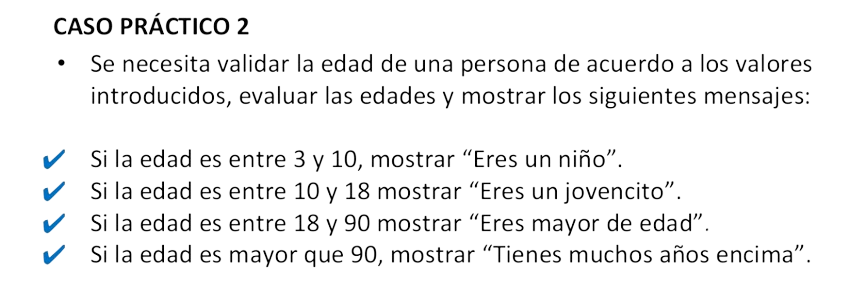 CASO PRÁCTICO 2
• Se necesita validar la edad de una persona de acuerdo a los valores
introducidos, evaluar las edades y mostrar los siguientes mensajes:
✔ Si la edad es entre 3 y 10, mostrar “Eres un niño”.
✔ Si la edad es entre 10 y 18 mostrar “Eres un jovencito”.
✔ Si la edad es entre 18 y 90 mostrar “Eres mayor de edad”.
✔ Si la edad es mayor que 90, mostrar “Tienes muchos años encima”.